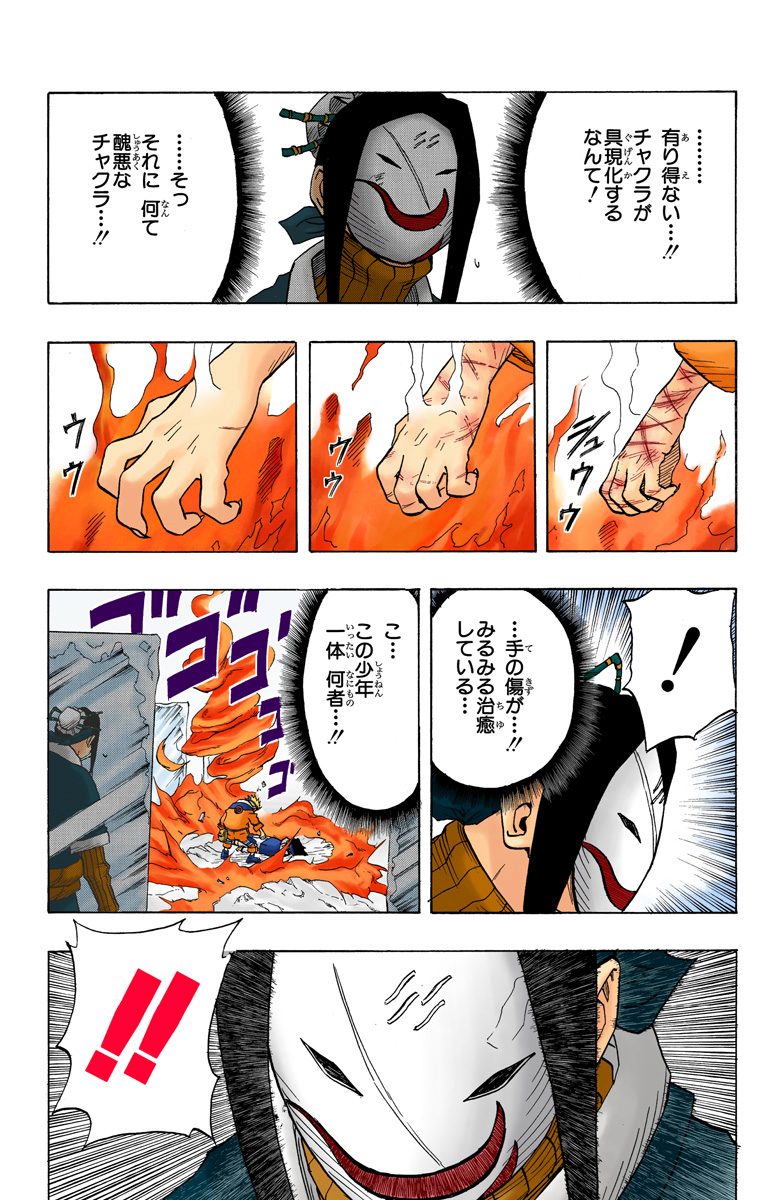 ………
有り得ない…!!
チャクラが
具現化する
なんて！
……そっ
それに 何て
醜悪な
チャクラ…!!
シュウ
ウ
ウウ
ウウ
！
…手の傷が…!!
みるみる治癒
している…
こ…
この少年
一体 何者…!!
ゴゴゴゴ
!!